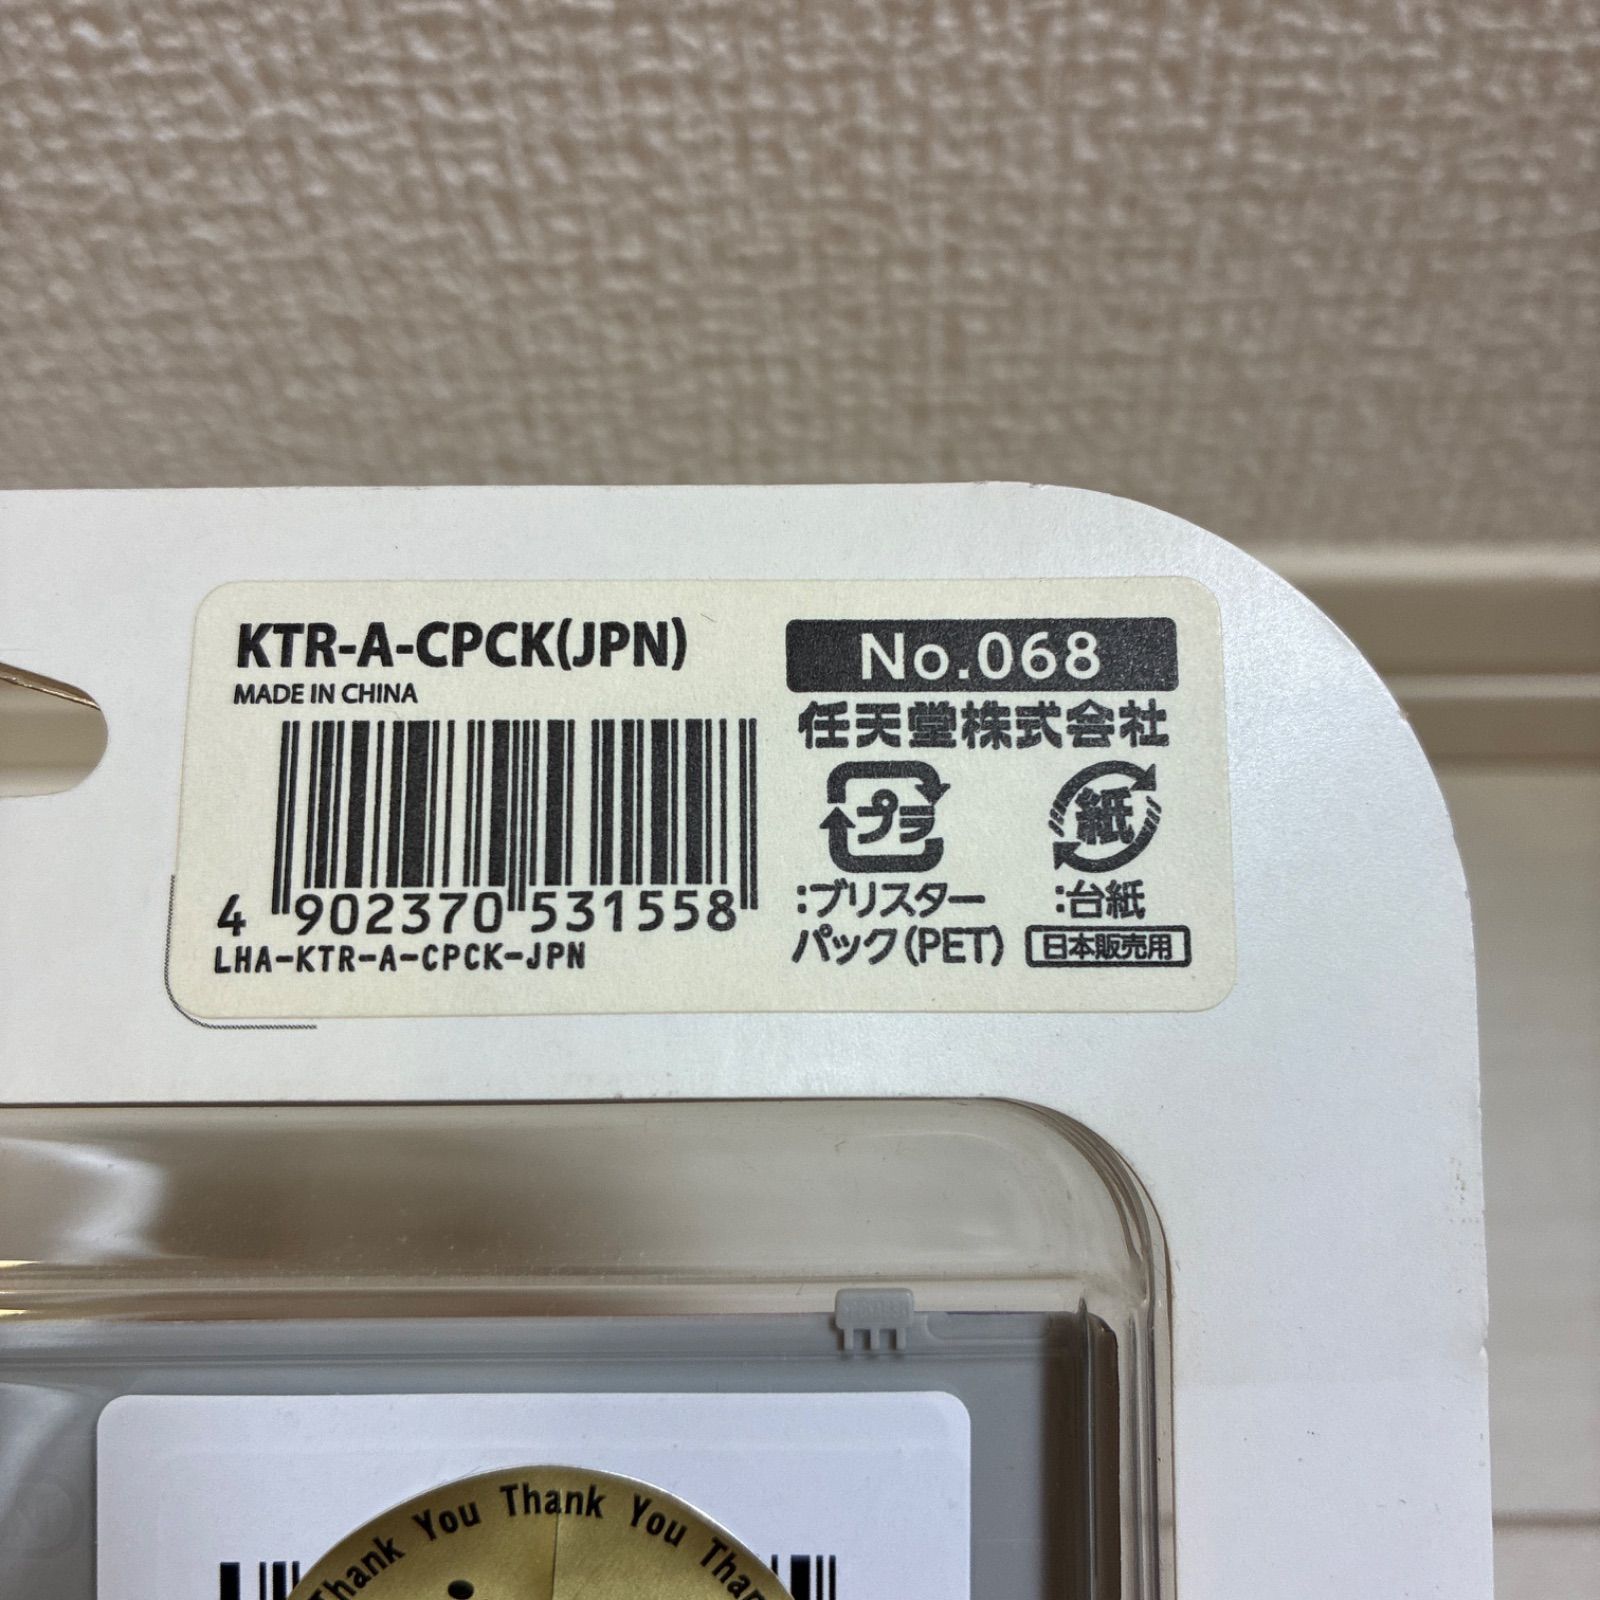 KTR-A-CPCK(JPN)
MADE IN CHINA
4 902370 531558
LHA-KTR-A-CPCK-JPN
No.068
任天堂株式会社
プラ
紙
:ブリスター
パック(PET)
:台紙
日本販売用
Thank You Thank You Than